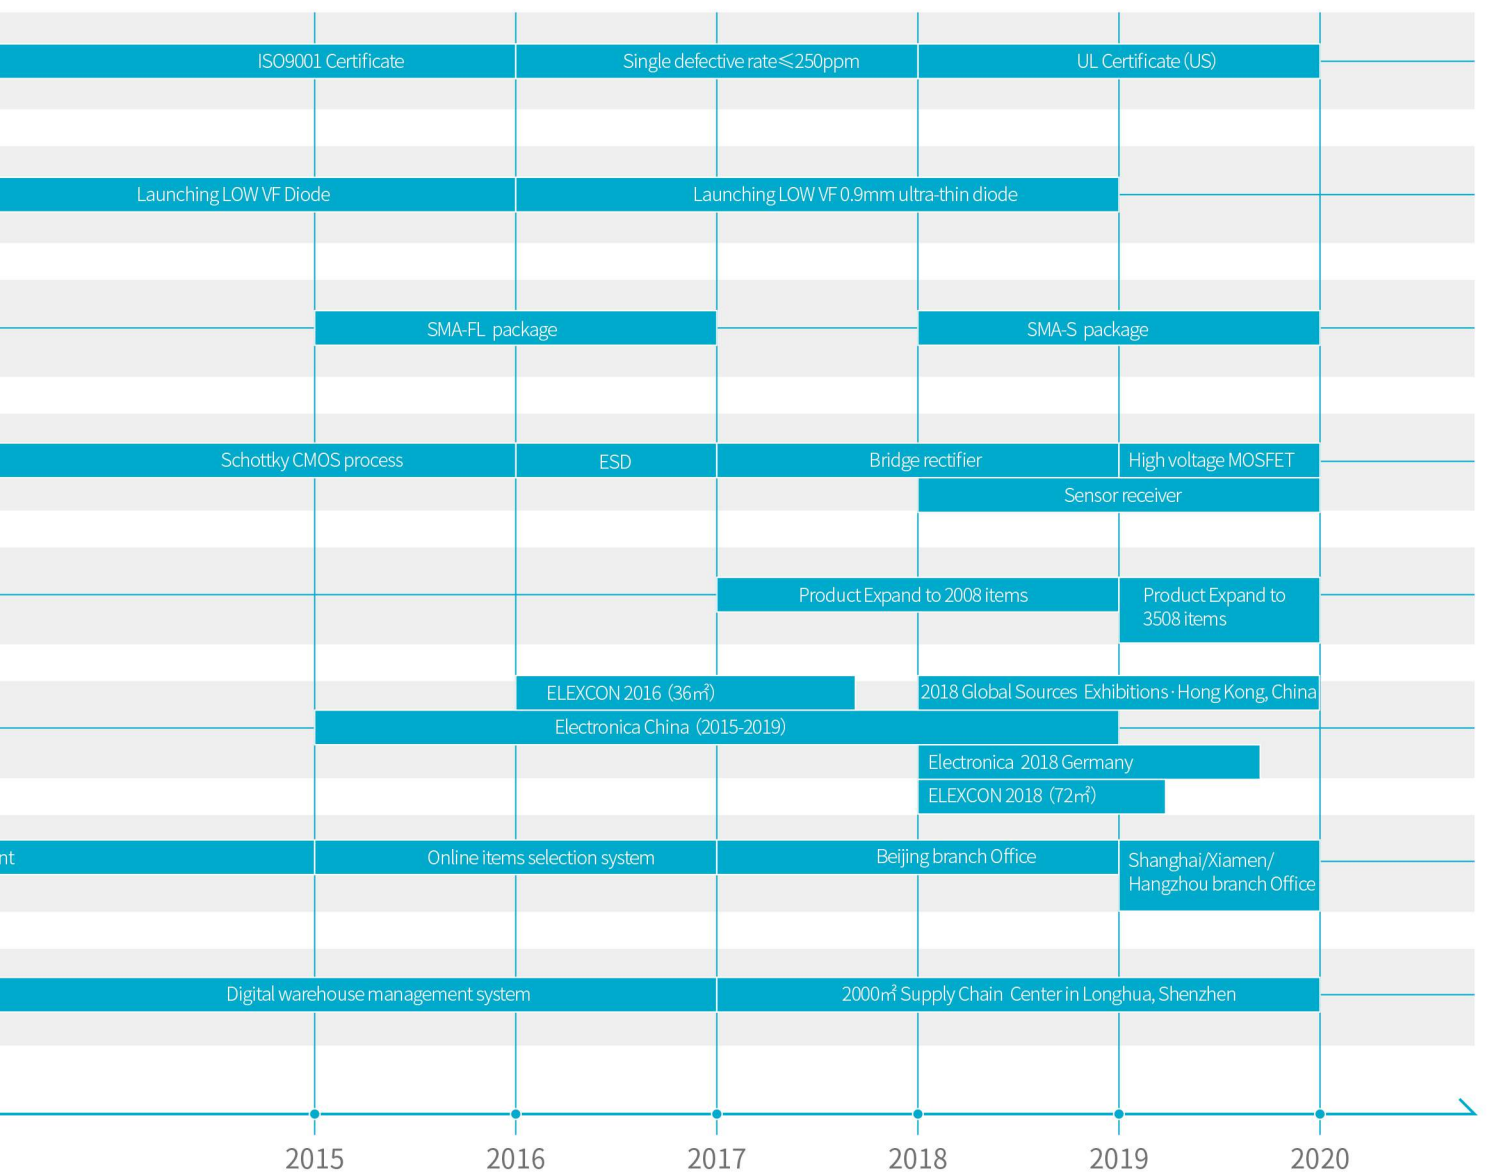 ISO9001 Certificate
Single defective rate≤250ppm
UL Certificate (US)
Launching LOW VF Diode
Launching LOW VF 0.9mm ultra-thin diode
SMA-FL package
SMA-S package
Schottky CMOS process
ESD
Bridge rectifier
High voltage MOSFET
Sensor receiver
Product Expand to 2008 items
Product Expand to
3508 items
ELEXCON 2016 (36㎡)
2018 Global Sources Exhibitions·Hong Kong, China
Electronica China (2015-2019)
Electronica 2018 Germany
ELEXCON 2018 (72㎡)
nt
Online items selection system
Beijing branch Office
Shanghai/Xiamen/
Hangzhou branch Office
Digital warehouse management system
2000㎡ Supply Chain Center in Longhua, Shenzhen
2015
2016
2017
2018
2019
2020